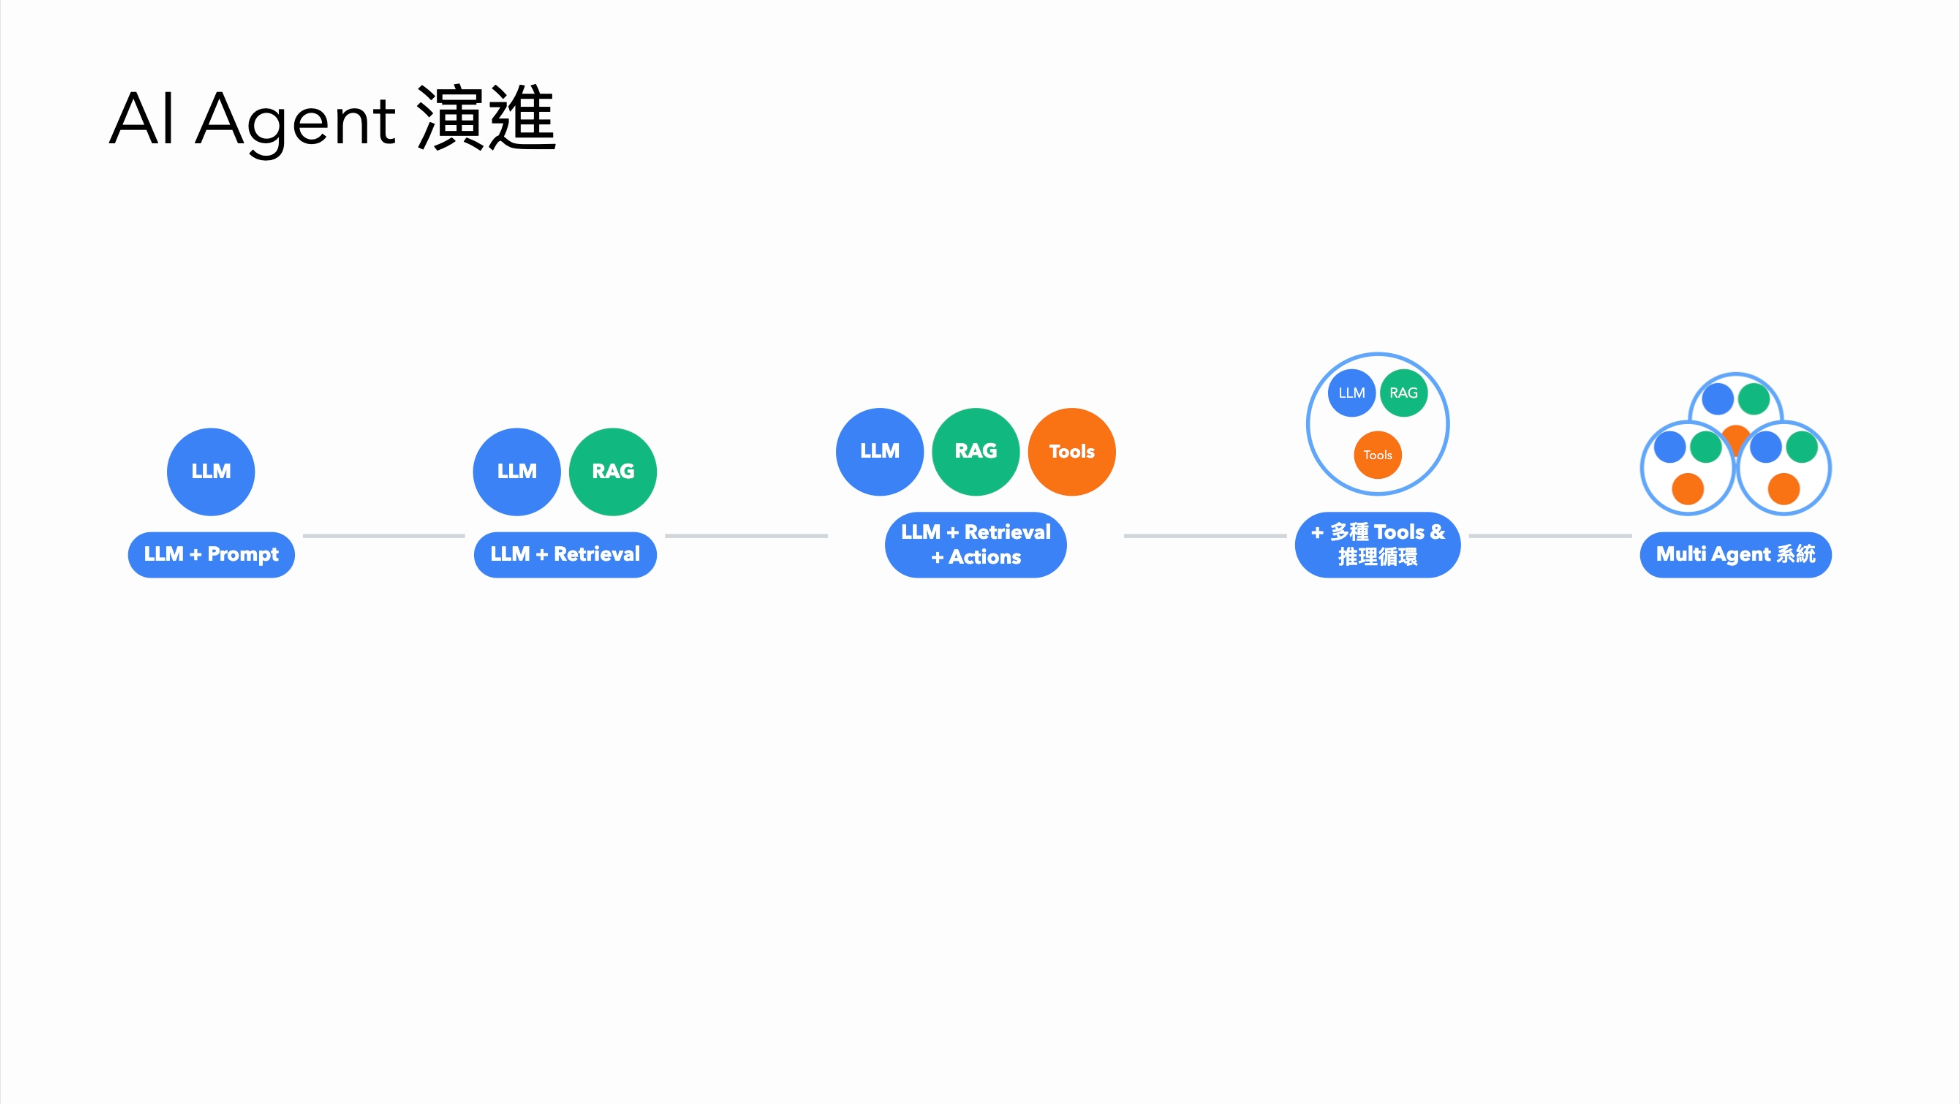 AI Agent 演進
LLM
LLM + Prompt
LLM
RAG
LLM + Retrieval
LLM
RAG
Tools
LLM + Retrieval
+ Actions
LLM
RAG
Tools
+ 多種 Tools &
推理循環
Multi Agent 系統